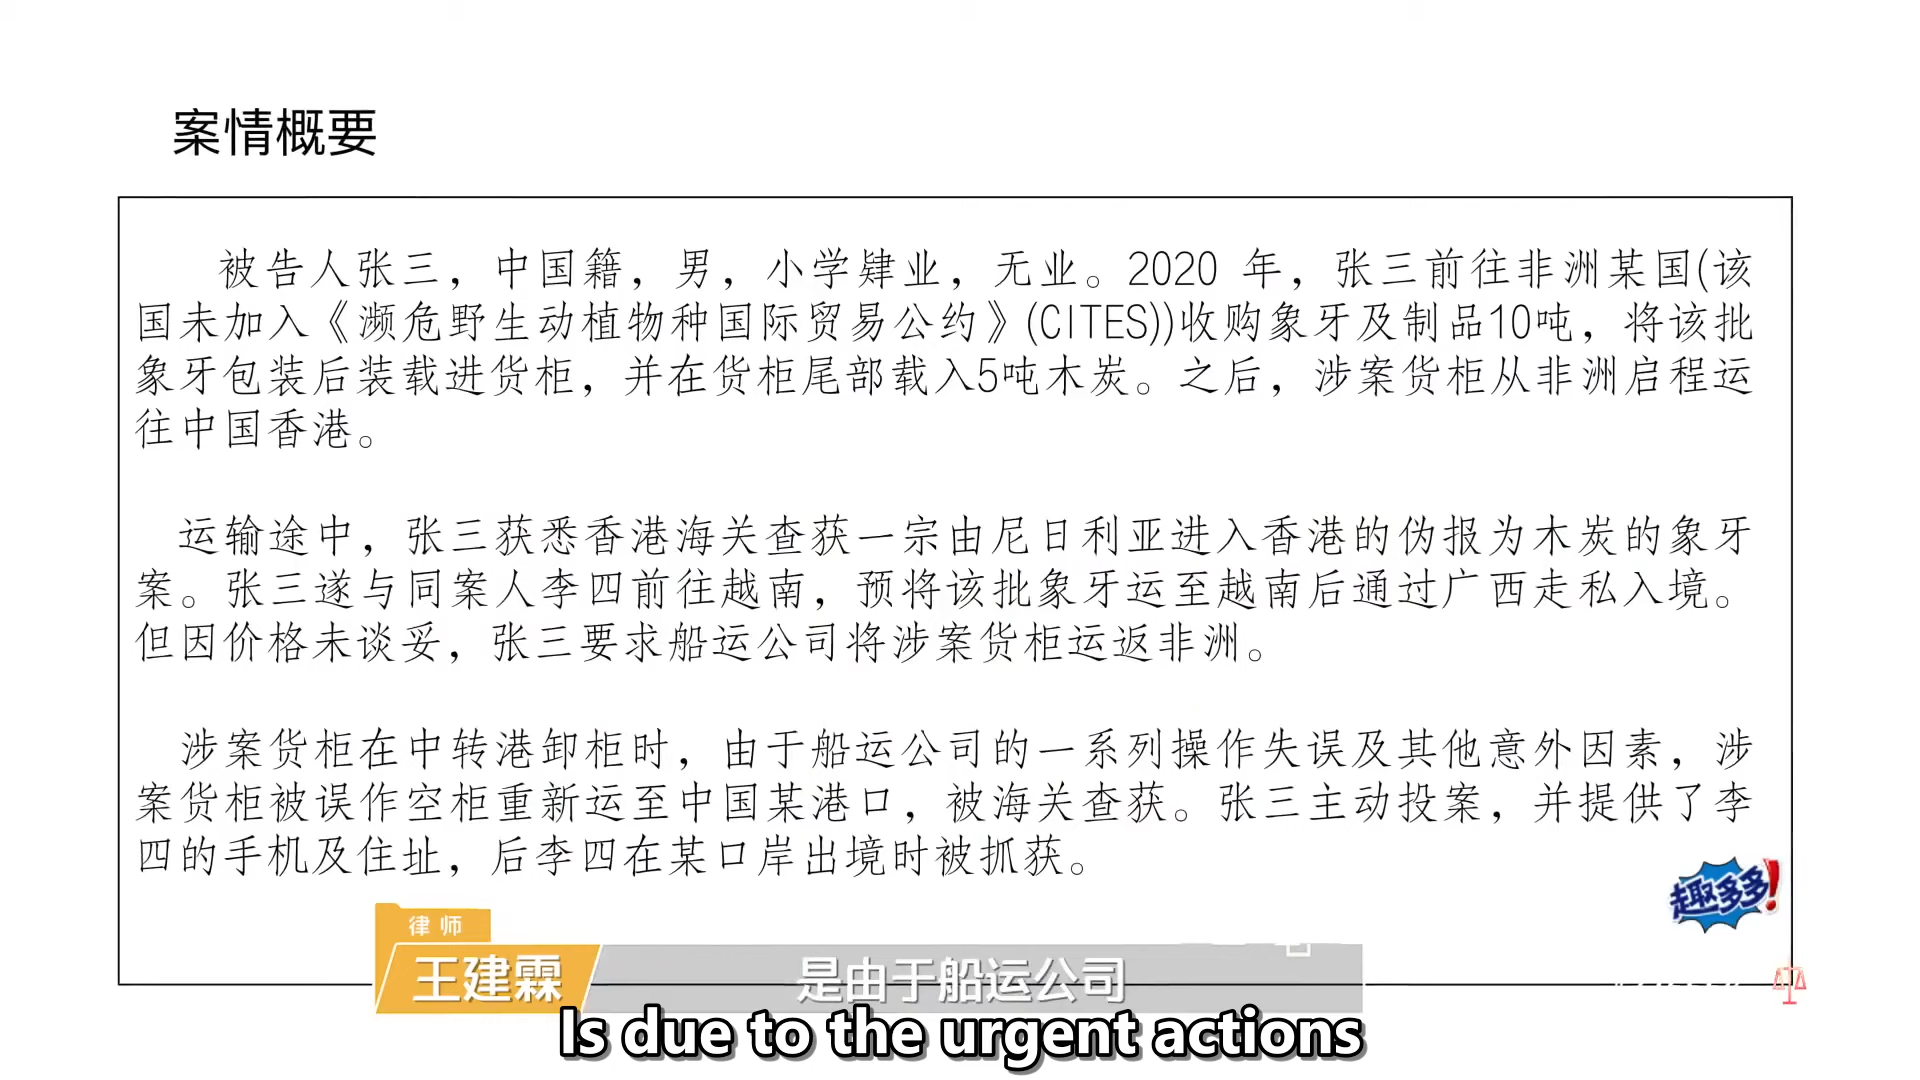 案情概要
被告人张三，中国籍，男，小学肄业，无业。2020 年，张三前往非洲某国(该
国未加入《濒危野生动植物种国际贸易公约》(CITES))收购象牙及制品10吨，将该批
象牙包装后装载进货柜，并在货柜尾部载入5吨木炭。之后，涉案货柜从非洲启程运
往中国香港。
运输途中，张三获悉香港海关查获一宗由尼日利亚进入香港的伪报为木炭的象牙
案。张三遂与同案人李四前往越南，预将该批象牙运至越南后通过广西走私入境。
但因价格未谈妥，张三要求船运公司将涉案货柜运返非洲。
涉案货柜在中转港卸柜时，由于船运公司的一系列操作失误及其他意外因素，涉
案货柜被误作空柜重新运至中国某港口，被海关查获。张三主动投案，并提供了李
四的手机及住址，后李四在某口岸出境时被抓获。
趣多多!
律师
王建霖
是由于船运公司
Is due to the urgent actions